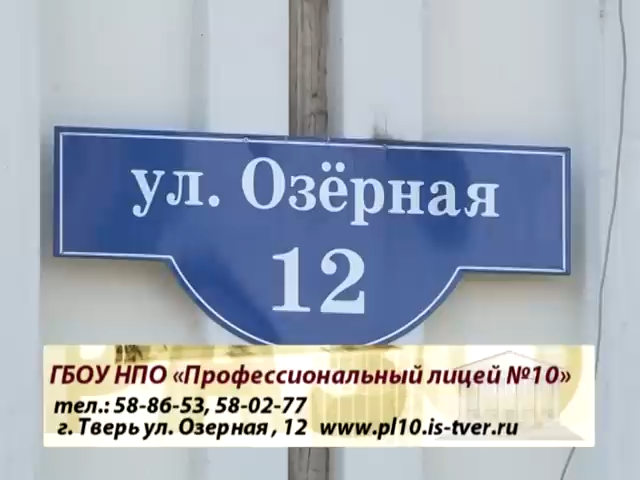 ул. Озёрная
12
ГБОУ НПО «Профессиональный лицей №10»
тел.: 58-86-53, 58-02-77
г. Тверь ул. Озерная , 12 www.pl10.is-tver.ru